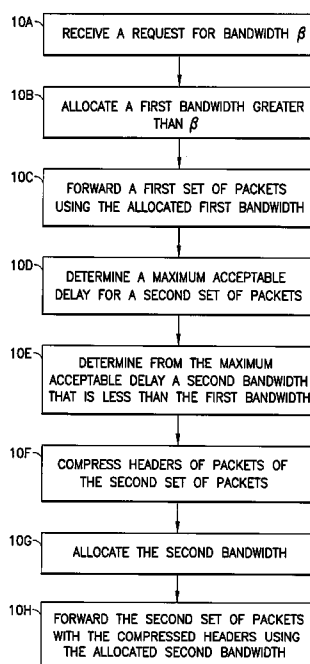 10A
RECEIVE A REQUEST FOR BANDWIDTH β
10B
ALLOCATE A FIRST BANDWIDTH GREATER
THAN β
10C
FORWARD A FIRST SET OF PACKETS
USING THE ALLOCATED FIRST BANDWIDTH
10D
DETERMINE A MAXIMUM ACCEPTABLE
DELAY FOR A SECOND SET OF PACKETS
10E
DETERMINE FROM THE MAXIMUM
ACCEPTABLE DELAY A SECOND BANDWIDTH
THAT IS LESS THAN THE FIRST BANDWIDTH
10F
COMPRESS HEADERS OF PACKETS OF
THE SECOND SET OF PACKETS
10G
ALLOCATE THE SECOND BANDWIDTH
10H
FORWARD THE SECOND SET OF PACKETS
WITH THE COMPRESSED HEADERS USING
THE ALLOCATED SECOND BANDWIDTH